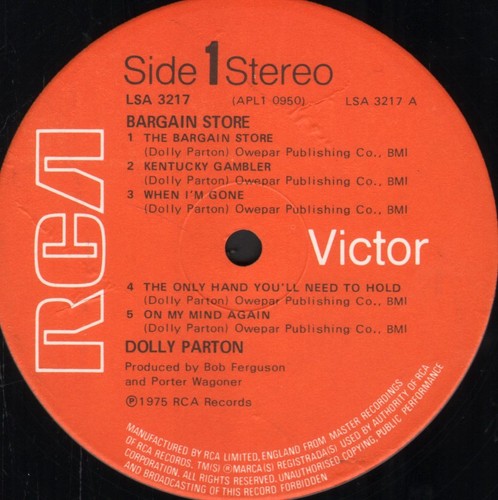 Side 1 Stereo
LSA 3217 (APL1 0950) LSA 3217 A
BARGAIN STORE
1 THE BARGAIN STORE
(Dolly Parton) Owepar Publishing Co., BMI
2 KENTUCKY GAMBLER
(Dolly Parton) Owepar Publishing Co., BMI
3 WHEN I'M GONE
(Dolly Parton) Owepar Publishing Co., BMI
RCA
Victor
4 THE ONLY HAND YOU'LL NEED TO HOLD
(Dolly Parton) Owepar Publishing Co., BMI
5 ON MY MIND AGAIN
(Dolly Parton) Owepar Publishing Co., BMI
DOLLY PARTON
Produced by Bob Ferguson
and Porter Wagoner
℗1975 RCA Records
MANUFACTURED BY RCA LIMITED, ENGLAND FROM MASTER RECORDINGS
OF RCA RECORDS, TM(S) ® MARCA(S) REGISTRADA(S) USED BY AUTHORITY OF RCA
CORPORATION. ALL RIGHTS RESERVED. UNAUTHORISED COPYING, PUBLIC PERFORMANCE
AND BROADCASTING OF THIS RECORD FORBIDDEN